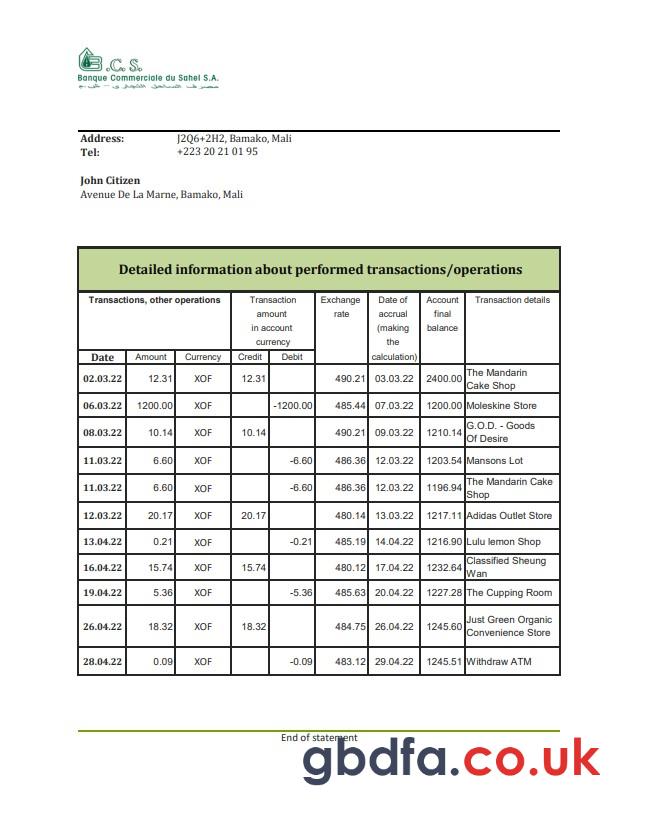 B.C.S.
Banque Commerciale du Sahel S.A.
Address: J2Q6+2H2, Bamako, Mali
Tel: +223 20 21 01 95
John Citizen
Avenue De La Marne, Bamako, Mali
Detailed information about performed transactions/operations
Transactions, other operations Transaction amount in account currency Exchange rate Date of accrual (making the calculation) Account final balance Transaction details
Date Amount Currency Credit Debit
02.03.22 12.31 XOF 12.31 490.21 03.03.22 2400.00 The Mandarin Cake Shop
06.03.22 1200.00 XOF -1200.00 485.44 07.03.22 1200.00 Moleskine Store
08.03.22 10.14 XOF 10.14 490.21 09.03.22 1210.14 G.O.D. - Goods Of Desire
11.03.22 6.60 XOF -6.60 486.36 12.03.22 1203.54 Mansons Lot
11.03.22 6.60 XOF -6.60 486.36 12.03.22 1196.94 The Mandarin Cake Shop
12.03.22 20.17 XOF 20.17 480.14 13.03.22 1217.11 Adidas Outlet Store
13.04.22 0.21 XOF -0.21 485.19 14.04.22 1216.90 Lulu lemon Shop
16.04.22 15.74 XOF 15.74 480.12 17.04.22 1232.64 Classified Sheung Wan
19.04.22 5.36 XOF -5.36 485.63 20.04.22 1227.28 The Cupping Room
26.04.22 18.32 XOF 18.32 484.75 26.04.22 1245.60 Just Green Organic Convenience Store
28.04.22 0.09 XOF -0.09 483.12 29.04.22 1245.51 Withdraw ATM
End of statement
gbdfa.co.uk